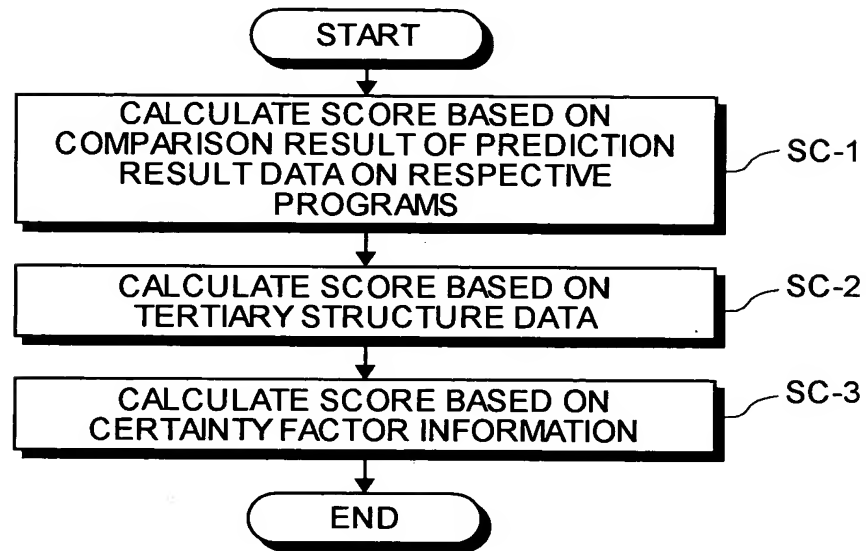 START
CALCULATE SCORE BASED ON
COMPARISON RESULT OF PREDICTION
RESULT DATA ON RESPECTIVE
PROGRAMS
SC-1
CALCULATE SCORE BASED ON
TERTIARY STRUCTURE DATA
SC-2
CALCULATE SCORE BASED ON
CERTAINTY FACTOR INFORMATION
SC-3
END